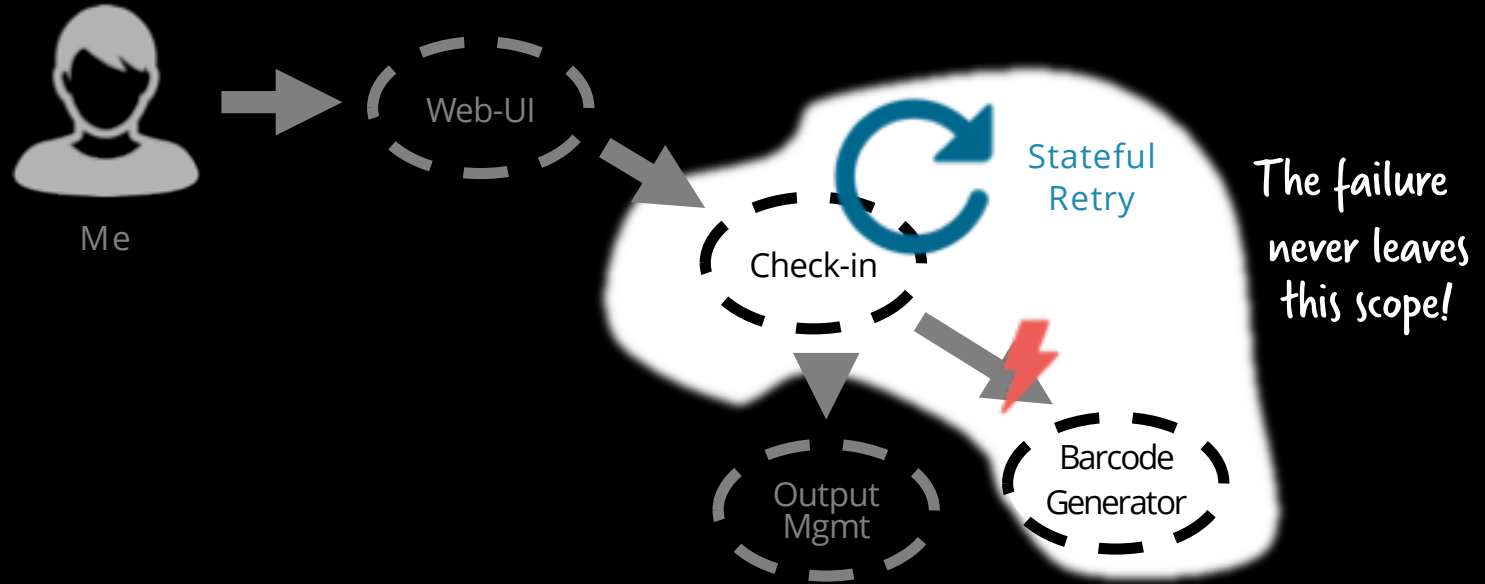 Me
Web-UI
Check-in
Stateful
Retry
The failure
never leaves
this scope!
Output
Mgmt
Barcode
Generator